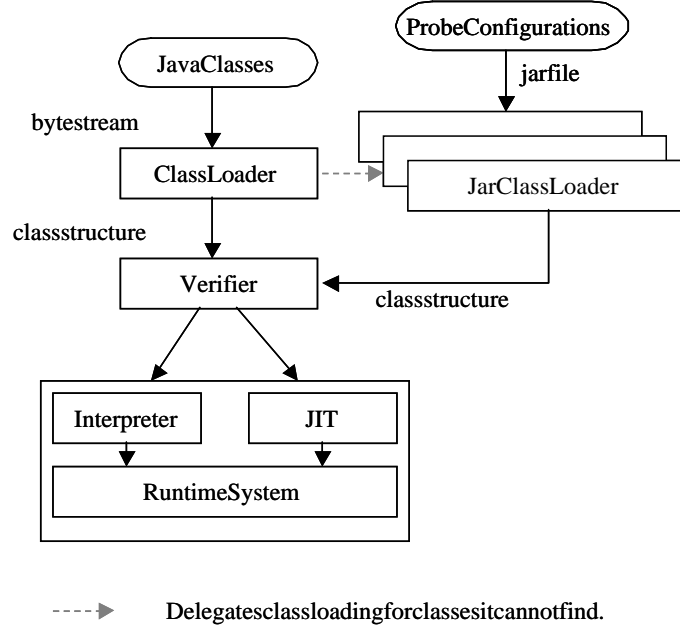 ProbeConfigurations
JavaClasses
jarfile
bytestream
ClassLoader
JarClassLoader
classstructure
Verifier
classstructure
Interpreter
JIT
RuntimeSystem
Delegatesclassloadingforclassesitcannotfind.